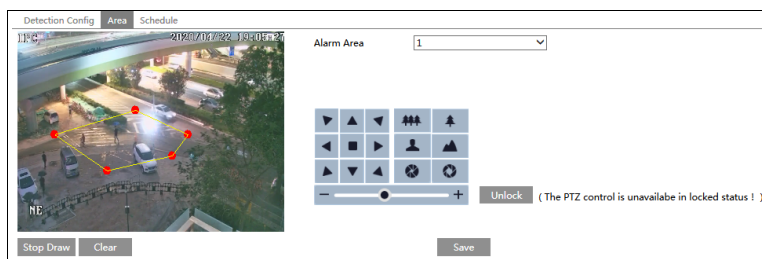 Detection Config Area Schedule
IPC 2020/04/22 19:05:27
Alarm Area 1
NE
Unlock ( The PTZ control is unavailabe in locked status ! )
Stop Draw Clear Save